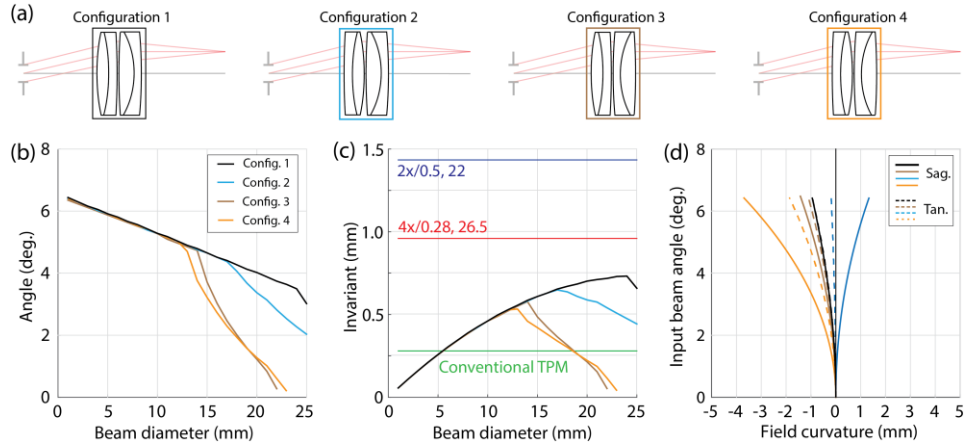 (a)
Configuration 1
Configuration 2
Configuration 3
Configuration 4
(b)
8
6
4
2
0
Angle (deg.)
Config. 1
Config. 2
Config. 3
Config. 4
0 5 10 15 20 25
Beam diameter (mm)
(c)
1.5
1.0
0.5
0
Invariant (mm)
2x/0.5, 22
4x/0.28, 26.5
Conventional TPM
0 5 10 15 20 25
Beam diameter (mm)
(d)
8
6
4
2
0
Input beam angle (deg.)
Sag.
Tan.
-5 -4 -3 -2 -1 0 1 2 3 4 5
Field curvature (mm)